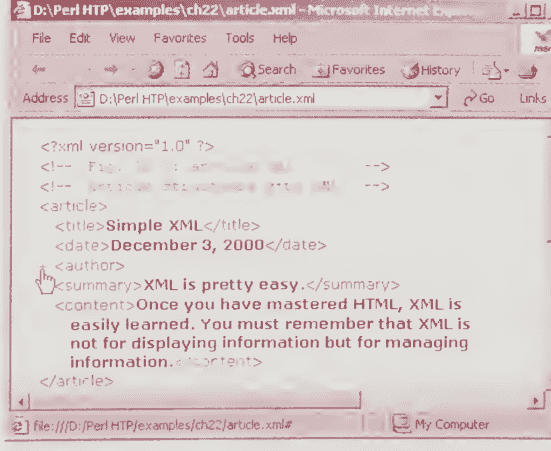 D:\Perl HTP\examples\ch22\article.xml - Microsoft Internet
File Edit View Favorites Tools Help
Search Favorites History
Address D:\Perl HTP\examples\ch22\article.xml Go Links
<?xml version="1.0" ?>
<!-- Fig. -->
<!-- -->
<article>
<title>Simple XML</title>
<date>December 3, 2000</date>
+ <author>
<summary>XML is pretty easy.</summary>
<content>Once you have mastered HTML, XML is
easily learned. You must remember that XML is
not for displaying information but for managing
information.</content>
</article>
file:///D:/Perl HTP/examples/ch22/article.xml# My Computer